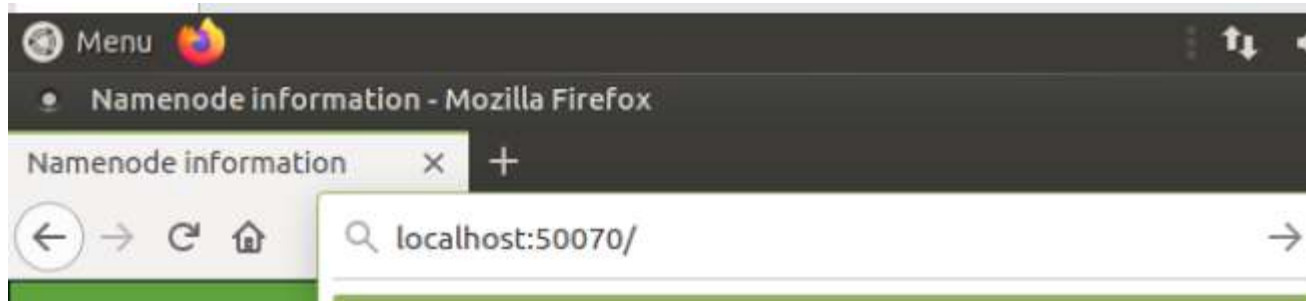 Menu
Namenode information - Mozilla Firefox
Namenode information
localhost:50070/